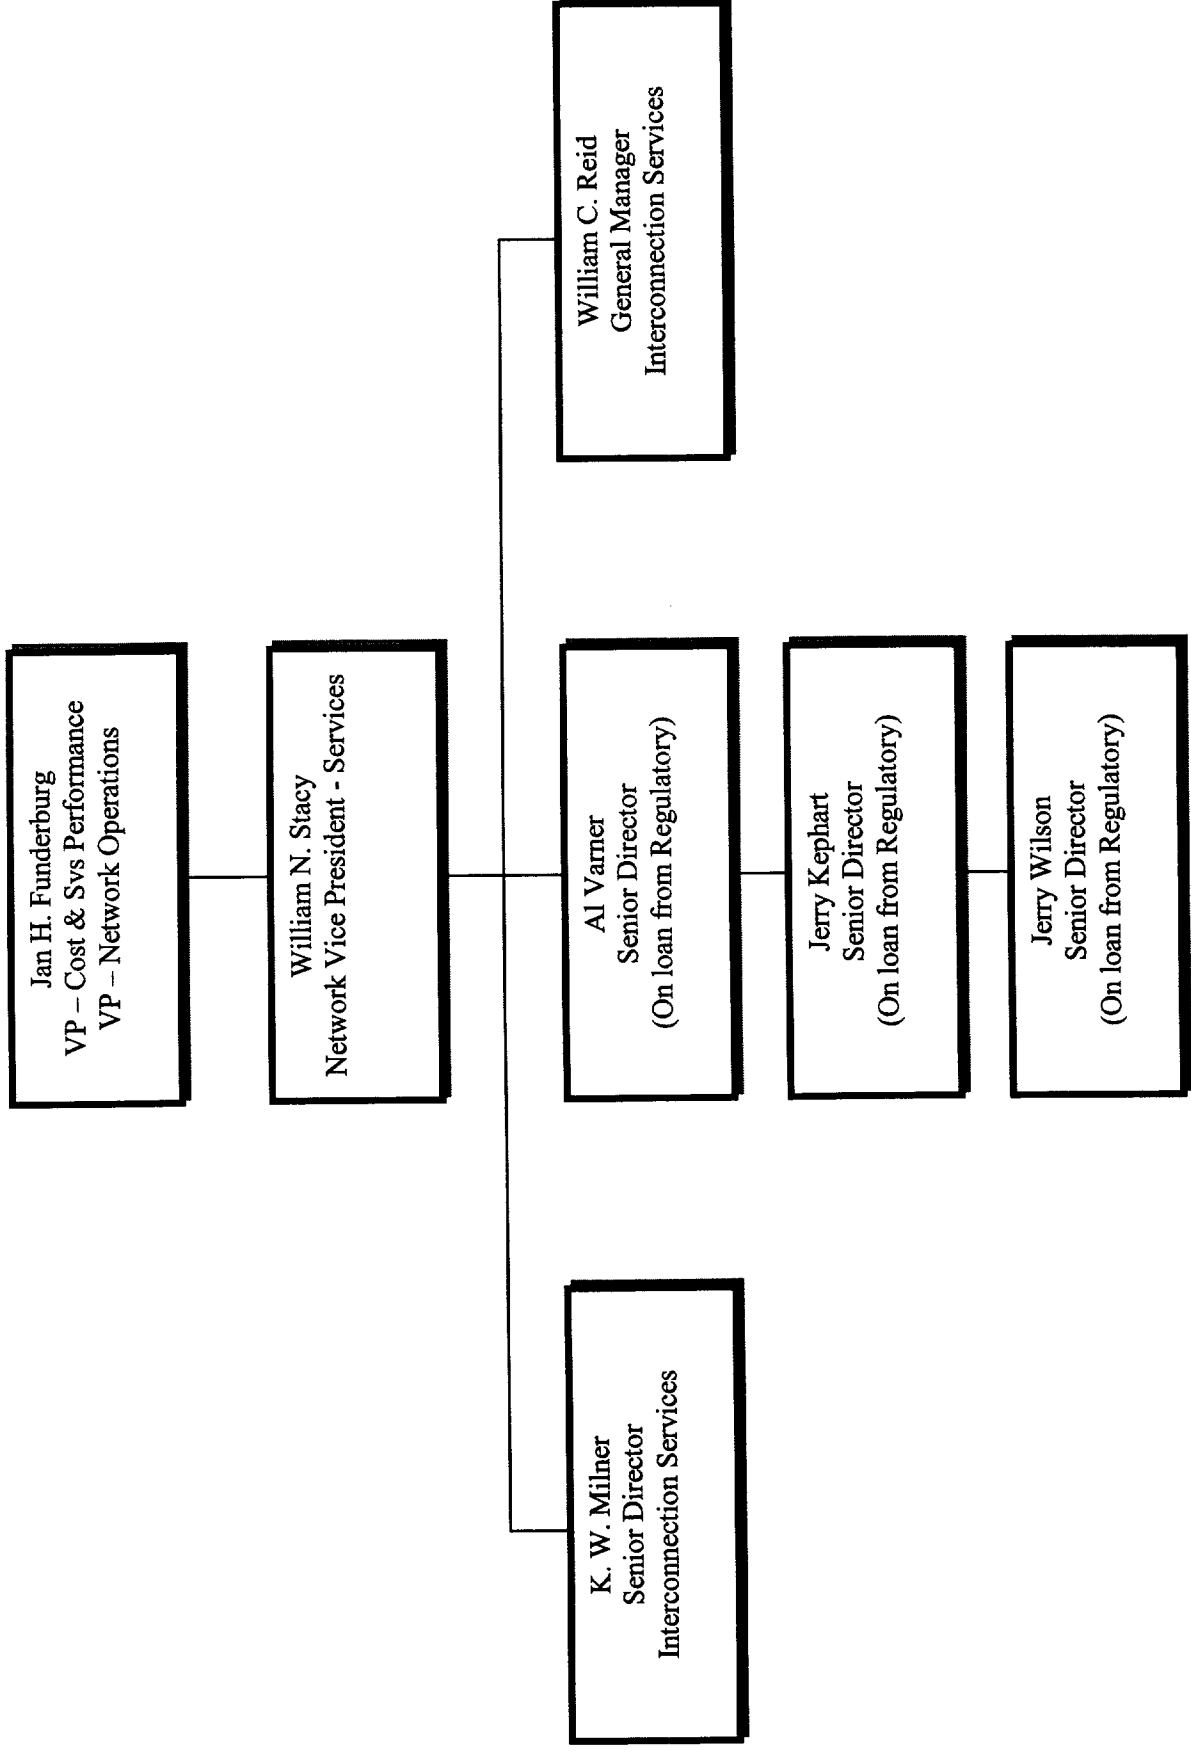 Jan H. Funderburg
VP – Cost & Svs Performance
VP – Network Operations
William N. Stacy
Network Vice President - Services
K. W. Milner
Senior Director
Interconnection Services
Al Varner
Senior Director
(On loan from Regulatory)
William C. Reid
General Manager
Interconnection Services
Jerry Kephart
Senior Director
(On loan from Regulatory)
Jerry Wilson
Senior Director
(On loan from Regulatory)